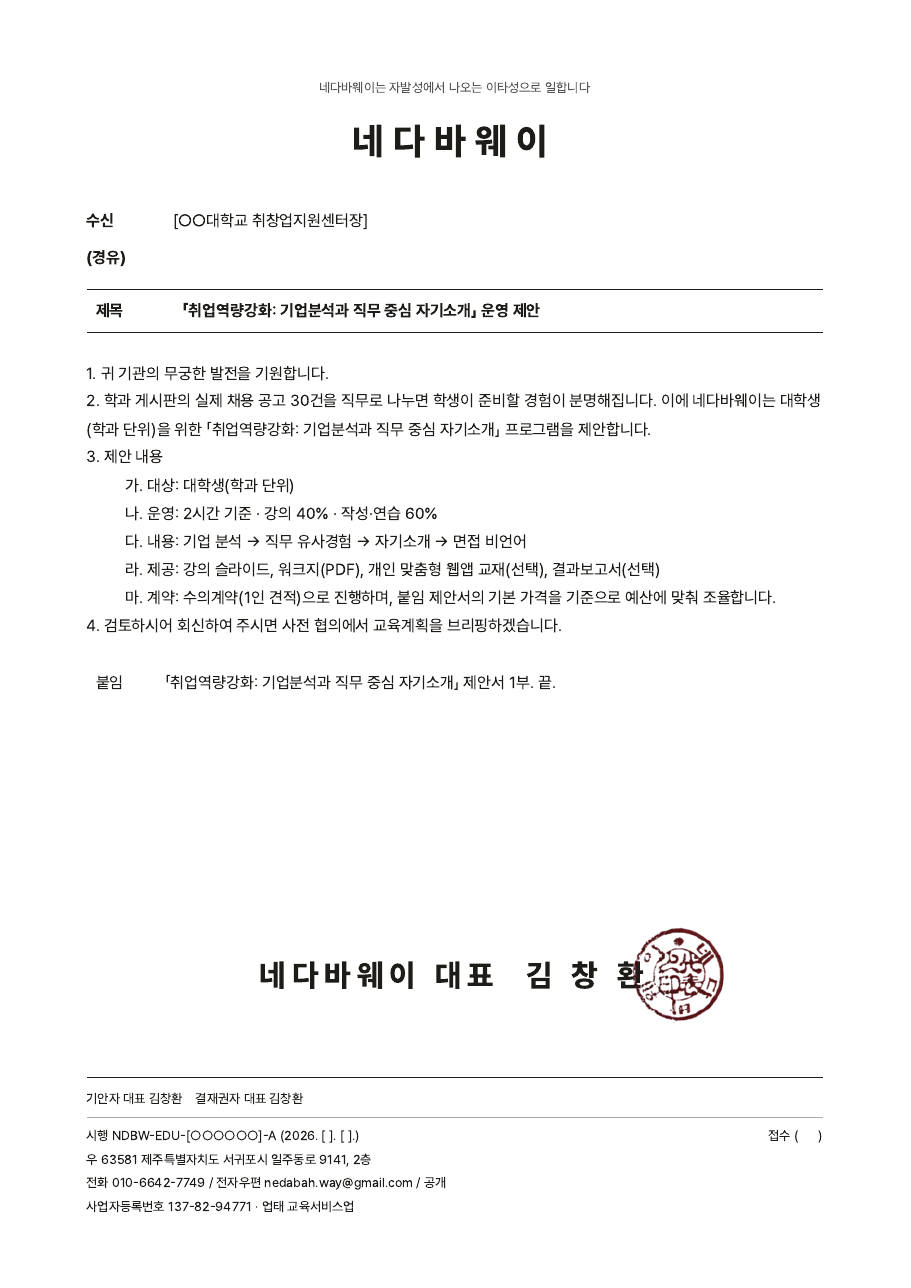 네다바웨이는 자발성에서 나오는 이타성으로 일합니다
네다바웨이
수신 [○○대학교 취창업지원센터장]
(경유)
제목 「취업역량강화: 기업분석과 직무 중심 자기소개」 운영 제안
1. 귀 기관의 무궁한 발전을 기원합니다.
2. 학과 게시판의 실제 채용 공고 30건을 직무로 나누면 학생이 준비할 경험이 분명해집니다. 이에 네다바웨이는 대학생
(학과 단위)을 위한 「취업역량강화: 기업분석과 직무 중심 자기소개」 프로그램을 제안합니다.
3. 제안 내용
가. 대상: 대학생(학과 단위)
나. 운영: 2시간 기준 · 강의 40% · 작성·연습 60%
다. 내용: 기업 분석 → 직무 유사경험 → 자기소개 → 면접 비언어
라. 제공: 강의 슬라이드, 워크지(PDF), 개인 맞춤형 웹앱 교재(선택), 결과보고서(선택)
마. 계약: 수의계약(1인 견적)으로 진행하며, 붙임 제안서의 기본 가격을 기준으로 예산에 맞춰 조율합니다.
4. 검토하시어 회신하여 주시면 사전 협의에서 교육계획을 브리핑하겠습니다.
붙임 「취업역량강화: 기업분석과 직무 중심 자기소개」 제안서 1부. 끝.
네다바웨이 대표 김 창 환
기안자 대표 김창환 결재권자 대표 김창환
시행 NDBW-EDU-[○○○○○○]-A (2026. [ ]. [ ].) 접수 ( )
우 63581 제주특별자치도 서귀포시 일주동로 9141, 2층
전화 010-6642-7749 / 전자우편 nedabah.way@gmail.com / 공개
사업자등록번호 137-82-94771 · 업태 교육서비스업